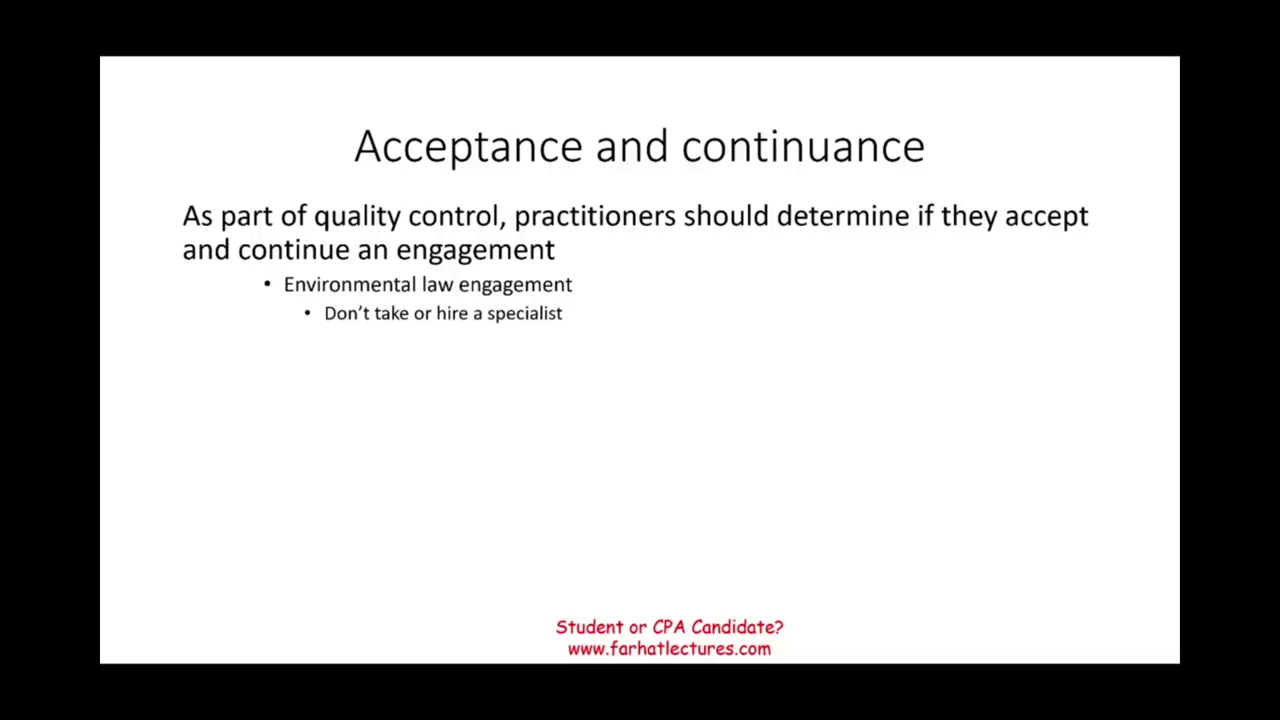 Acceptance and continuance
As part of quality control, practitioners should determine if they accept
and continue an engagement
• Environmental law engagement
• Don’t take or hire a specialist
Student or CPA Candidate?
www.farhatlectures.com